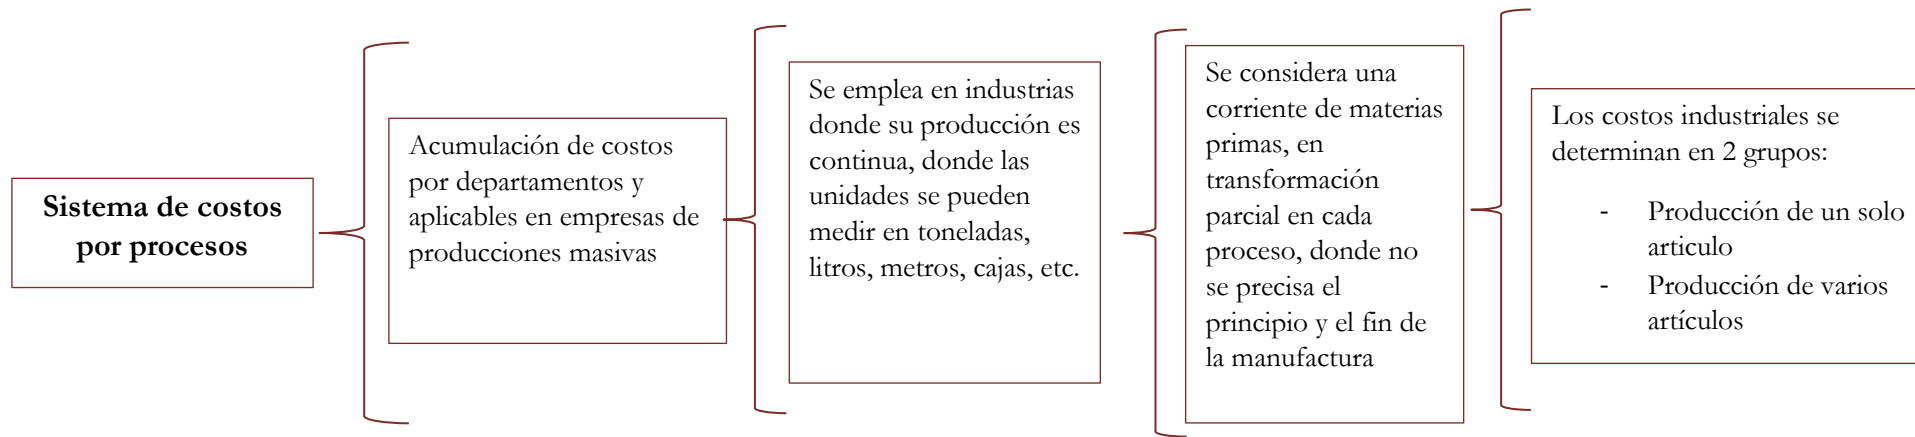 Sistema de costos
por procesos
Acumulación de costos
por departamentos y
aplicables en empresas de
producciones masivas
Se emplea en industrias
donde su producción es
continua, donde las
unidades se pueden
medir en toneladas,
litros, metros, cajas, etc.
Se considera una
corriente de materias
primas, en
transformación
parcial en cada
proceso, donde no
se precisa el
principio y el fin de
la manufactura
Los costos industriales se
determinan en 2 grupos:
- Producción de un solo
articulo
- Producción de varios
artículos